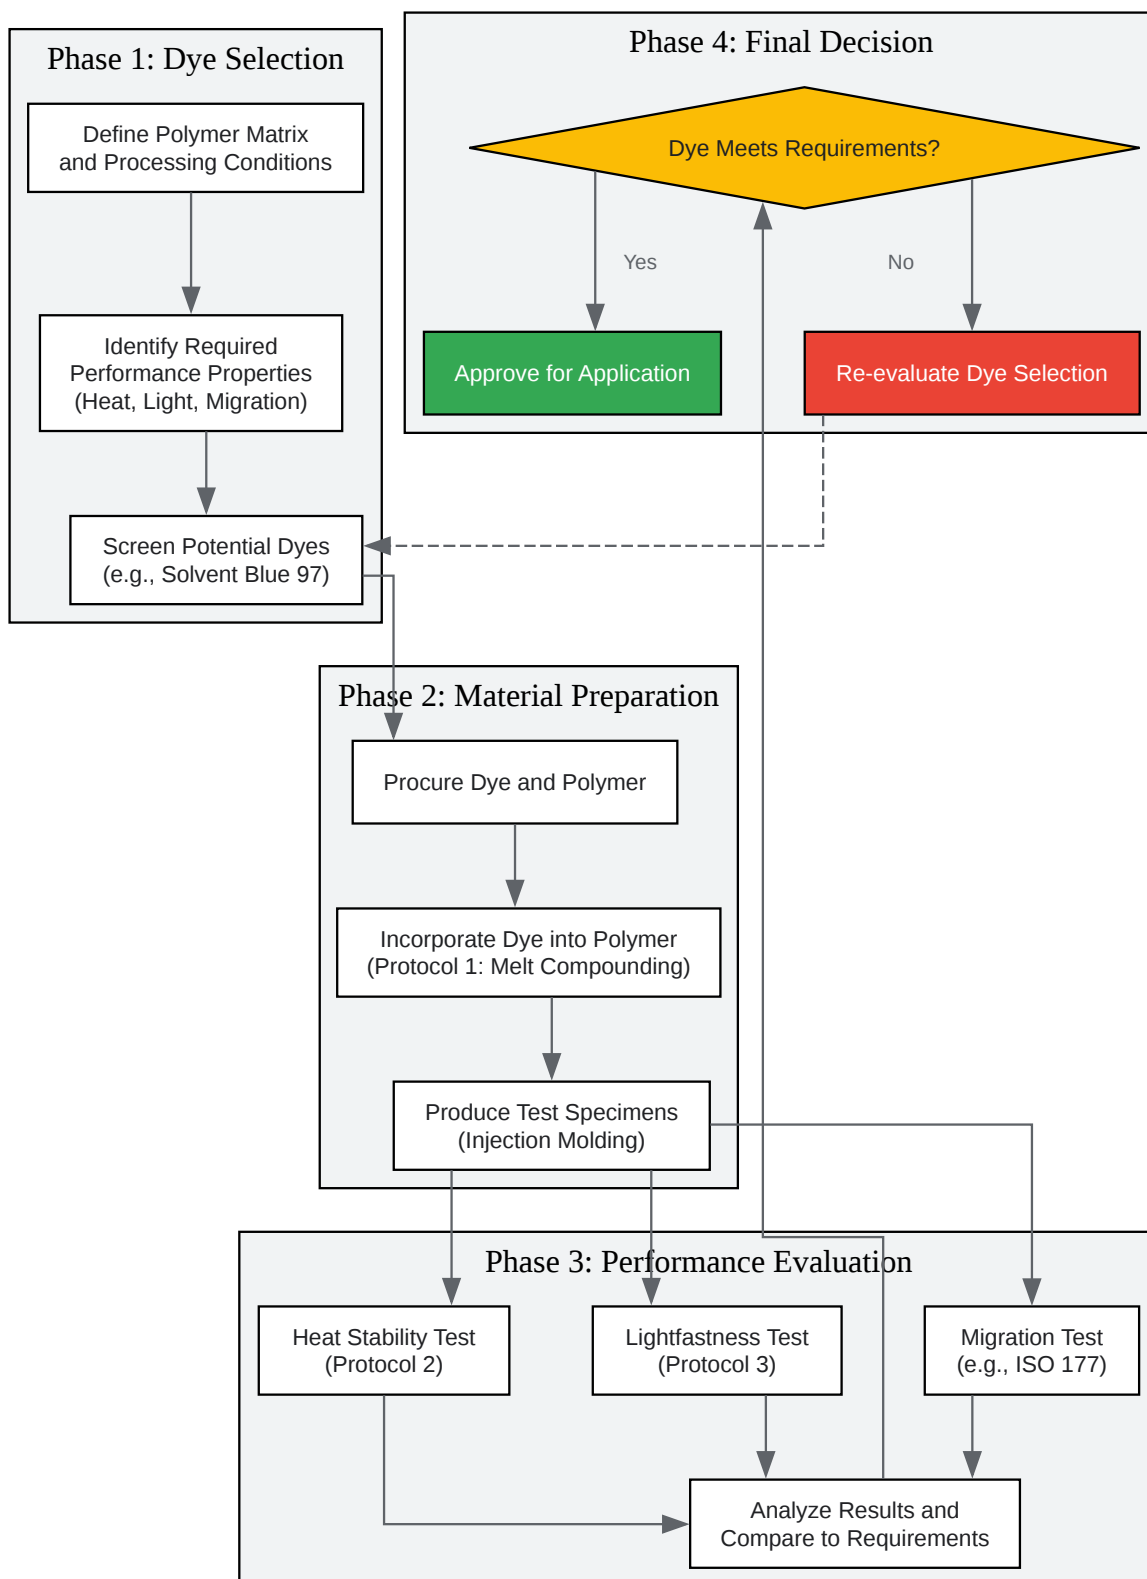 Phase 1: Dye Selection
Define Polymer Matrix
and Processing Conditions
Identify Required
Performance Properties
(Heat, Light, Migration)
Screen Potential Dyes
(e.g., Solvent Blue 97)
Phase 4: Final Decision
Dye Meets Requirements?
Yes
No
Approve for Application
Re-evaluate Dye Selection
Phase 2: Material Preparation
Procure Dye and Polymer
Incorporate Dye into Polymer
(Protocol 1: Melt Compounding)
Produce Test Specimens
(Injection Molding)
Phase 3: Performance Evaluation
Heat Stability Test
(Protocol 2)
Lightfastness Test
(Protocol 3)
Migration Test
(e.g., ISO 177)
Analyze Results and
Compare to Requirements